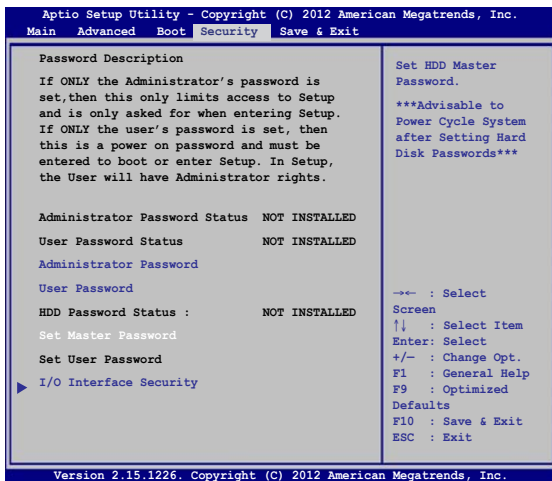 Aptio Setup Utility - Copyright (C) 2012 American Megatrends, Inc.
Main Advanced Boot Security Save & Exit
Password Description
If ONLY the Administrator's password is
set,then this only limits access to Setup
and is only asked for when entering Setup.
If ONLY the user's password is set, then
this is a power on password and must be
entered to boot or enter Setup. In Setup,
the User will have Administrator rights.
Administrator Password Status NOT INSTALLED
User Password Status NOT INSTALLED
Administrator Password
User Password
HDD Password Status : NOT INSTALLED
Set Master Password
Set User Password
I/O Interface Security
Set HDD Master
Password.
***Advisable to
Power Cycle System
after Setting Hard
Disk Passwords***
→← : Select
Screen
↑↓ : Select Item
Enter: Select
+/— : Change Opt.
F1 : General Help
F9 : Optimized
Defaults
F10 : Save & Exit
ESC : Exit
Version 2.15.1226. Copyright (C) 2012 American Megatrends, Inc.